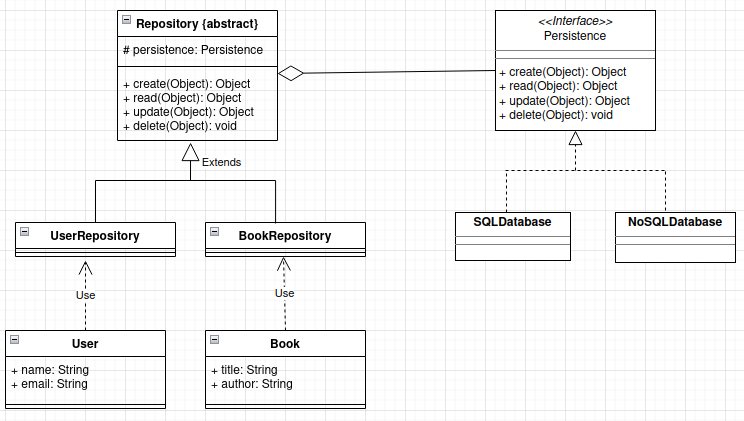 Repository {abstract}
# persistence: Persistence
+ create(Object): Object
+ read(Object): Object
+ update(Object): Object
+ delete(Object): void
<<Interface>>
Persistence
+ create(Object): Object
+ read(Object): Object
+ update(Object): Object
+ delete(Object): void
Extends
UserRepository
BookRepository
SQLDatabase
NoSQLDatabase
Use
Use
User
+ name: String
+ email: String
Book
+ title: String
+ author: String